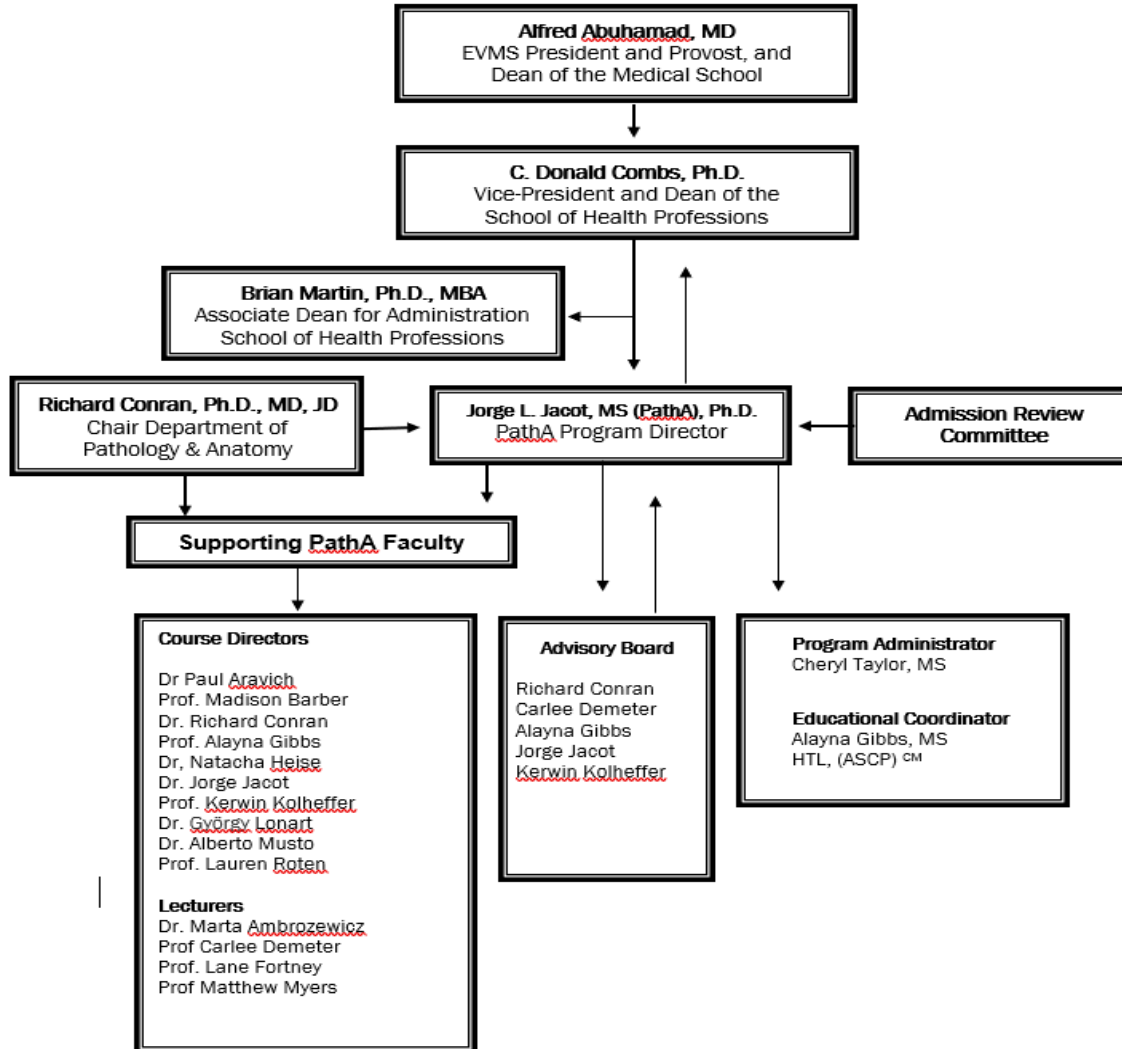 Alfred Abuhamad, MD
EVMS President and Provost, and
Dean of the Medical School
C. Donald Combs, Ph.D.
Vice-President and Dean of the
School of Health Professions
Brian Martin, Ph.D., MBA
Associate Dean for Administration
School of Health Professions
Richard Conran, Ph.D., MD, JD
Chair Department of
Pathology & Anatomy
Jorge L. Jacot, MS (PathA), Ph.D.
PathA Program Director
Admission Review
Committee
Supporting PathA Faculty
Course Directors
Dr Paul Aravich
Prof. Madison Barber
Dr. Richard Conran
Prof. Alayna Gibbs
Dr, Natacha Heise
Dr. Jorge Jacot
Prof. Kerwin Kolheffer
Dr. György Lonart
Dr. Alberto Musto
Prof. Lauren Roten
Lecturers
Dr. Marta Ambrozewicz
Prof Carlee Demeter
Prof. Lane Fortney
Prof Matthew Myers
Advisory Board
Richard Conran
Carlee Demeter
Alayna Gibbs
Jorge Jacot
Kerwin Kolheffer
Program Administrator
Cheryl Taylor, MS
Educational Coordinator
Alayna Gibbs, MS
HTL, (ASCP) CM